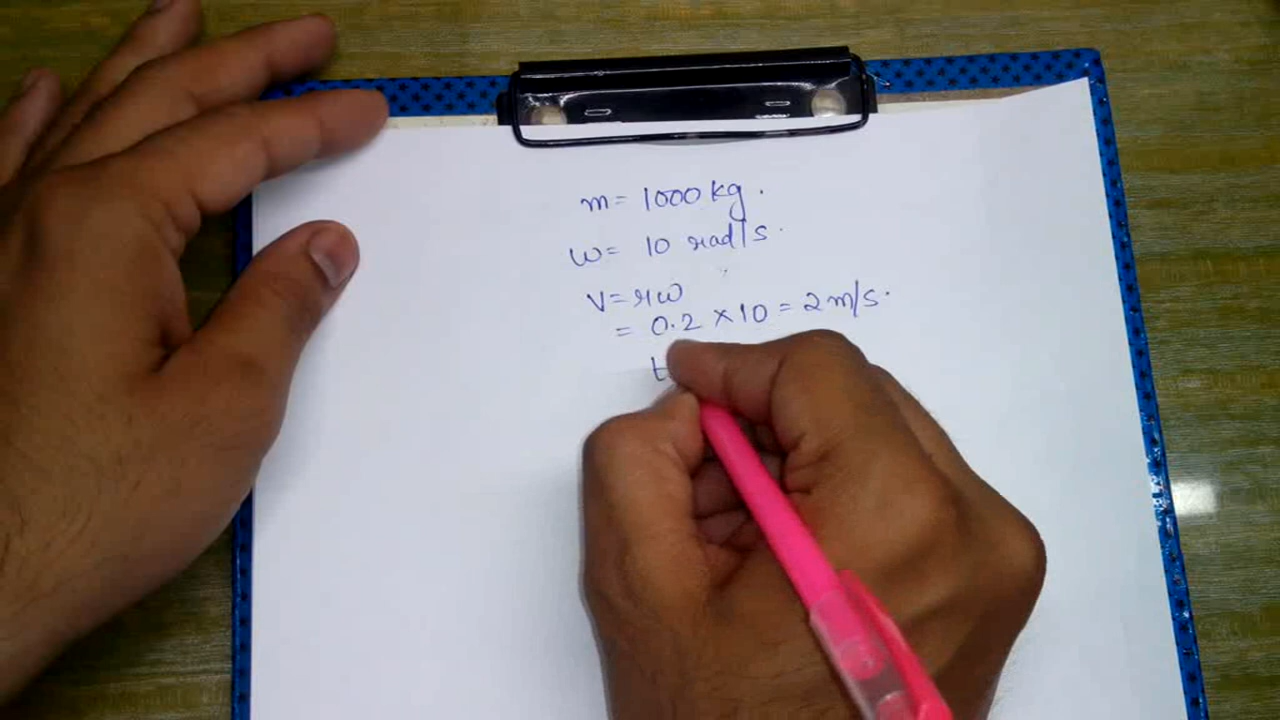 m = 1000 kg.
ω = 10 rad/s.
V = rω
= 0.2 × 10 = 2 m/s.
t